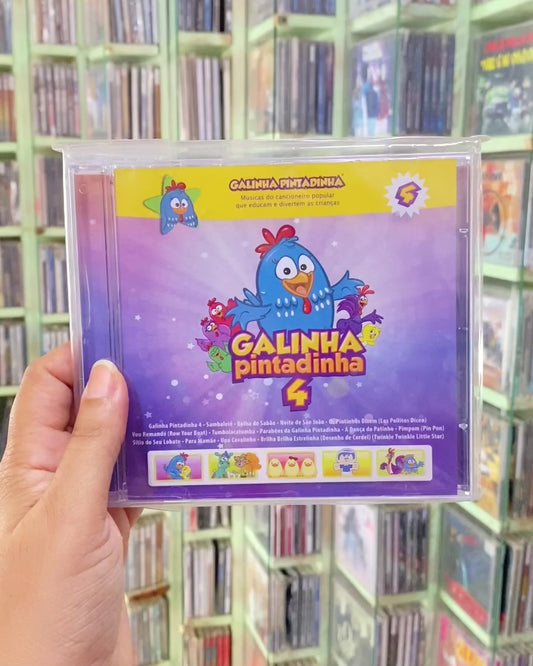 GALINHA PINTADINHA
Músicas do cancioneiro popular
que educam e divertem as crianças
4
GALINHA
pintadinha
4
Galinha Pintadinha 4 - Sambalelê - Bolha de Sabão - Noite de São João - Os Pintinhos Dizem (Los Pollitos Dicen)
Vou Remando (Row Your Boat) - Tumbalacatumba - Parabéns da Galinha Pintadinha - A Dança do Patinho - Pimpom (Pin Pon)
Sítio do Seu Lobato - Para Mamãe - Upa Cavalinho - Brilha Brilha Estrelinha (Desenho de Cordel) (Twinkle Twinkle Little Star)